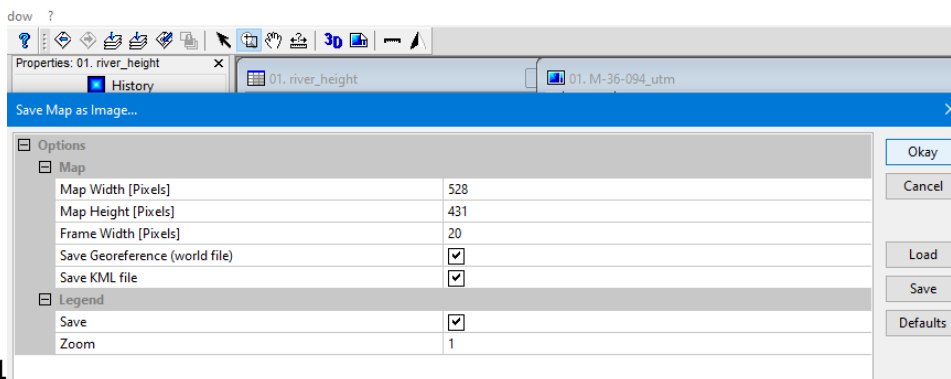 dow ?
Properties: 01. river_height
History
01. river_height
01. M-36-094_utm
Save Map as Image...
Options
Okay
Map
Map Width [Pixels] 528
Cancel
Map Height [Pixels] 431
Frame Width [Pixels] 20
Save Georeference (world file)
Load
Save KML file
Legend
Save
Save
Zoom 1
Defaults